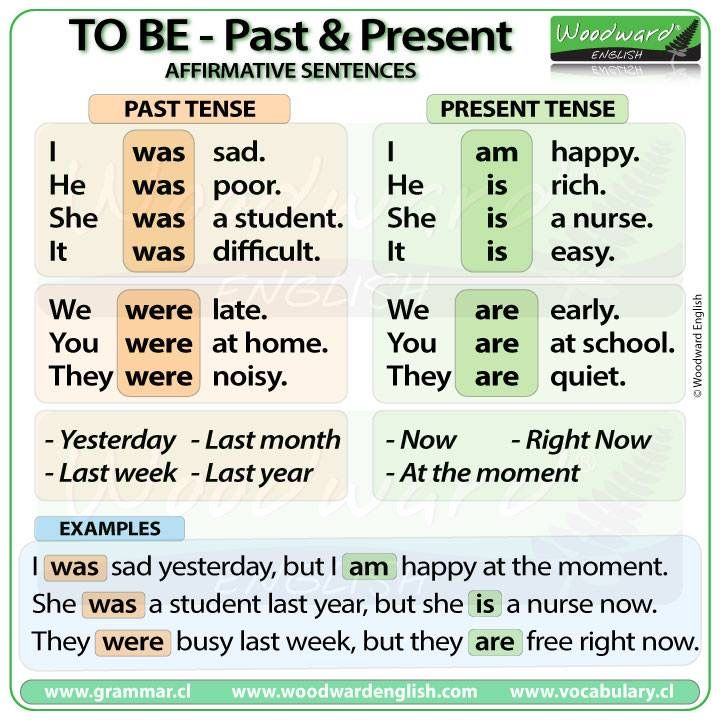 TO BE - Past & Present
AFFIRMATIVE SENTENCES
Woodward®
ENGLISH
PAST TENSE
I was sad.
He was poor.
She was a student.
It was difficult.
We were late.
You were at home.
They were noisy.
- Yesterday - Last month
- Last week - Last year
PRESENT TENSE
I am happy.
He is rich.
She is a nurse.
It is easy.
We are early.
You are at school.
They are quiet.
- Now - Right Now
- At the moment
© Woodward English
Woodward®
ENGLISH
Woodward®
ENGLISH
EXAMPLES
I was sad yesterday, but I am happy at the moment.
She was a student last year, but she is a nurse now.
They were busy last week, but they are free right now.
www.grammar.cl www.woodwardenglish.com www.vocabulary.cl